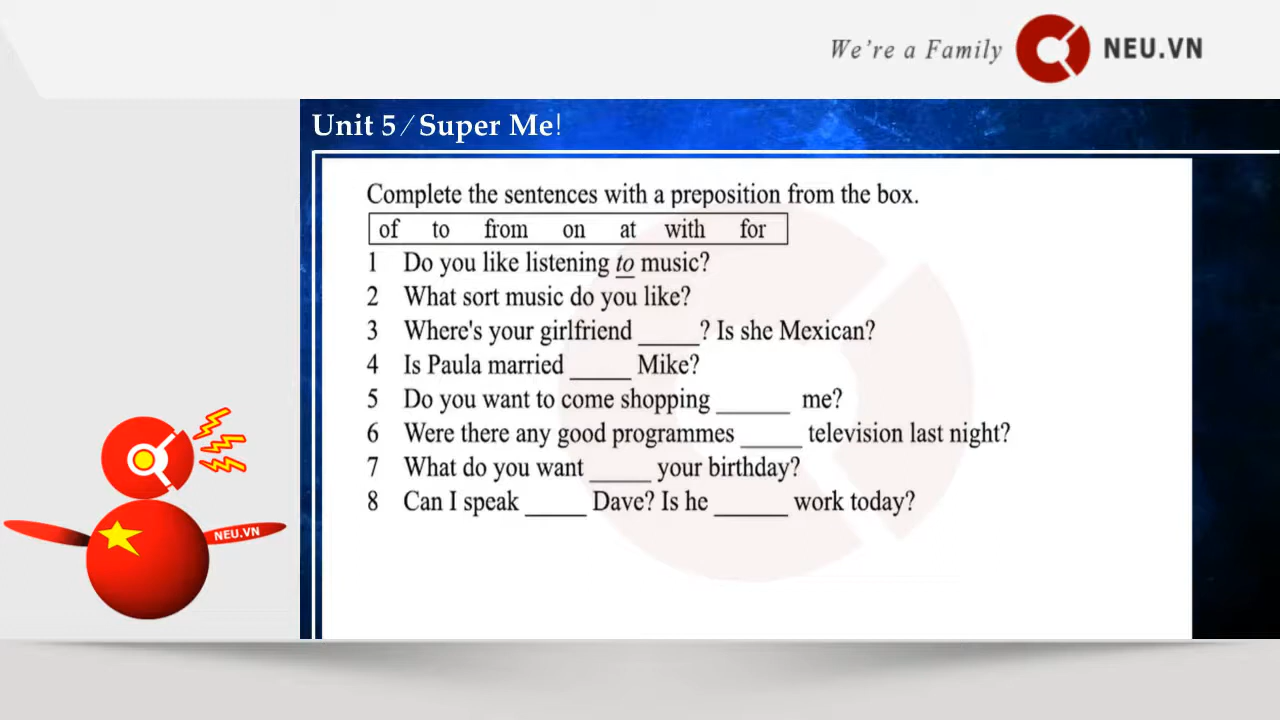 We're a Family NEU.VN
Unit 5 / Super Me!
Complete the sentences with a preposition from the box.
of to from on at with for
1 Do you like listening to music?
2 What sort music do you like?
3 Where's your girlfriend _____? Is she Mexican?
4 Is Paula married _____ Mike?
5 Do you want to come shopping ______ me?
6 Were there any good programmes _____ television last night?
7 What do you want _____ your birthday?
8 Can I speak _____ Dave? Is he ______ work today?
NEU.VN